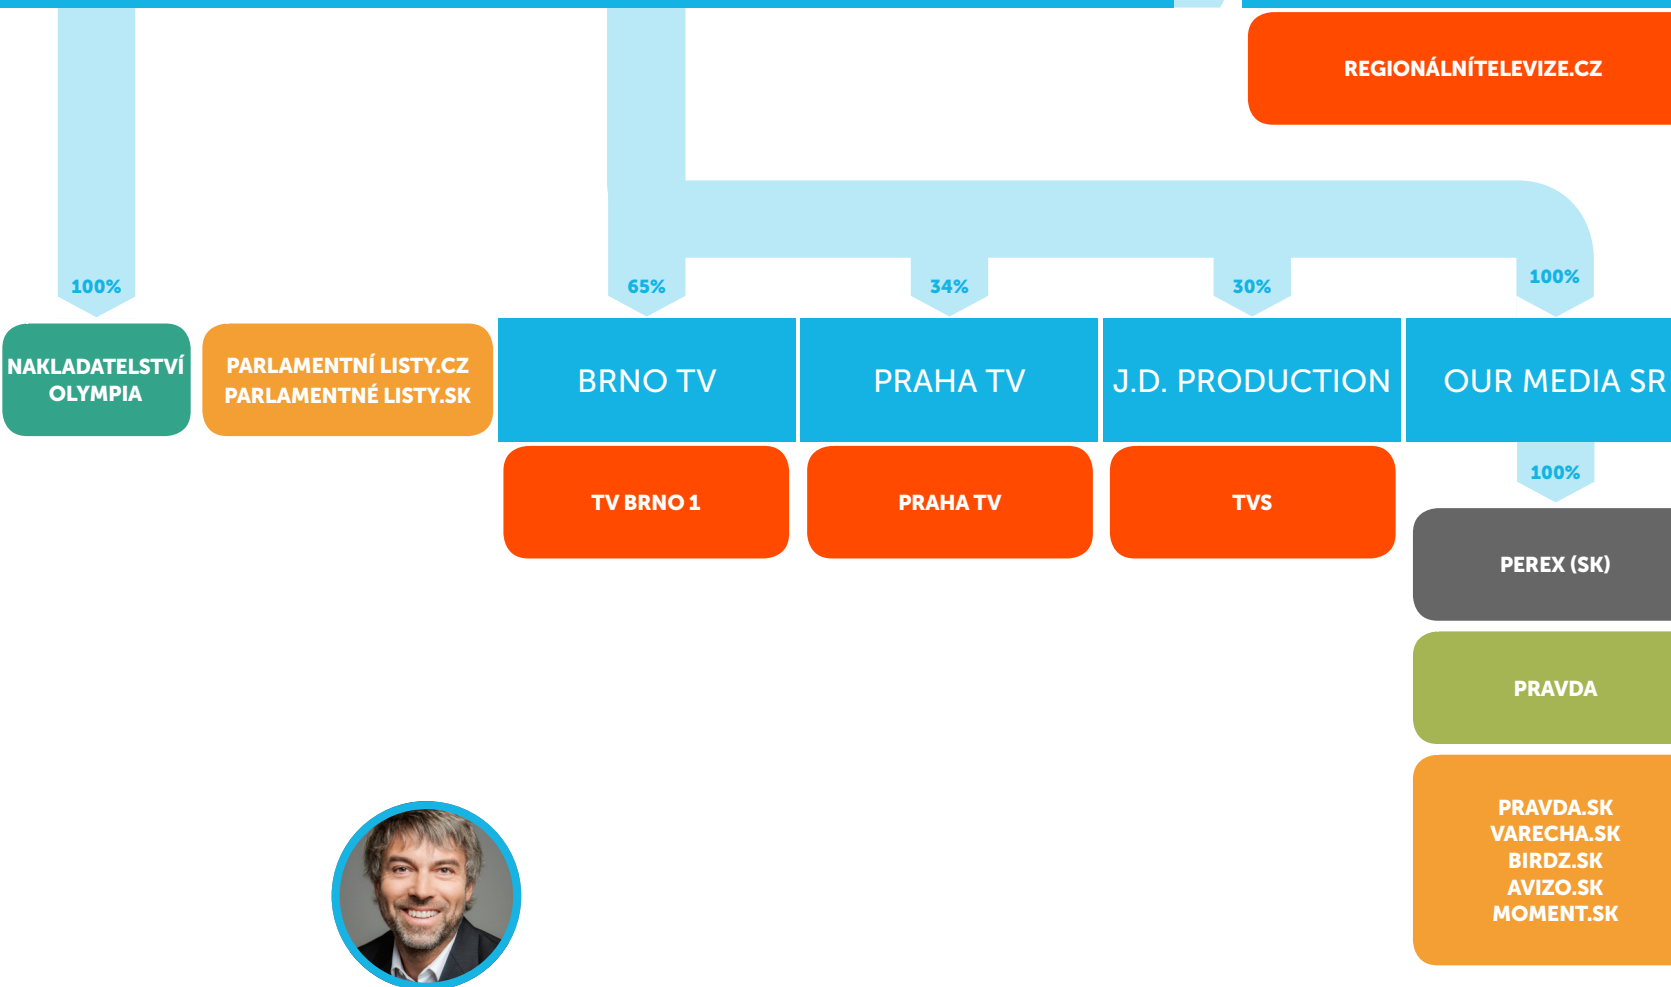 REGIONÁLNÍTELEVIZE.CZ
100%
65%
34%
30%
100%
NAKLADATELSTVÍ
OLYMPIA
PARLAMENTNÍ LISTY.CZ
PARLAMENTNÉ LISTY.SK
BRNO TV
PRAHA TV
J.D. PRODUCTION
OUR MEDIA SR
TV BRNO 1
PRAHA TV
TVS
100%
PEREX (SK)
PRAVDA
PRAVDA.SK
VARECHA.SK
BIRDZ.SK
AVIZO.SK
MOMENT.SK